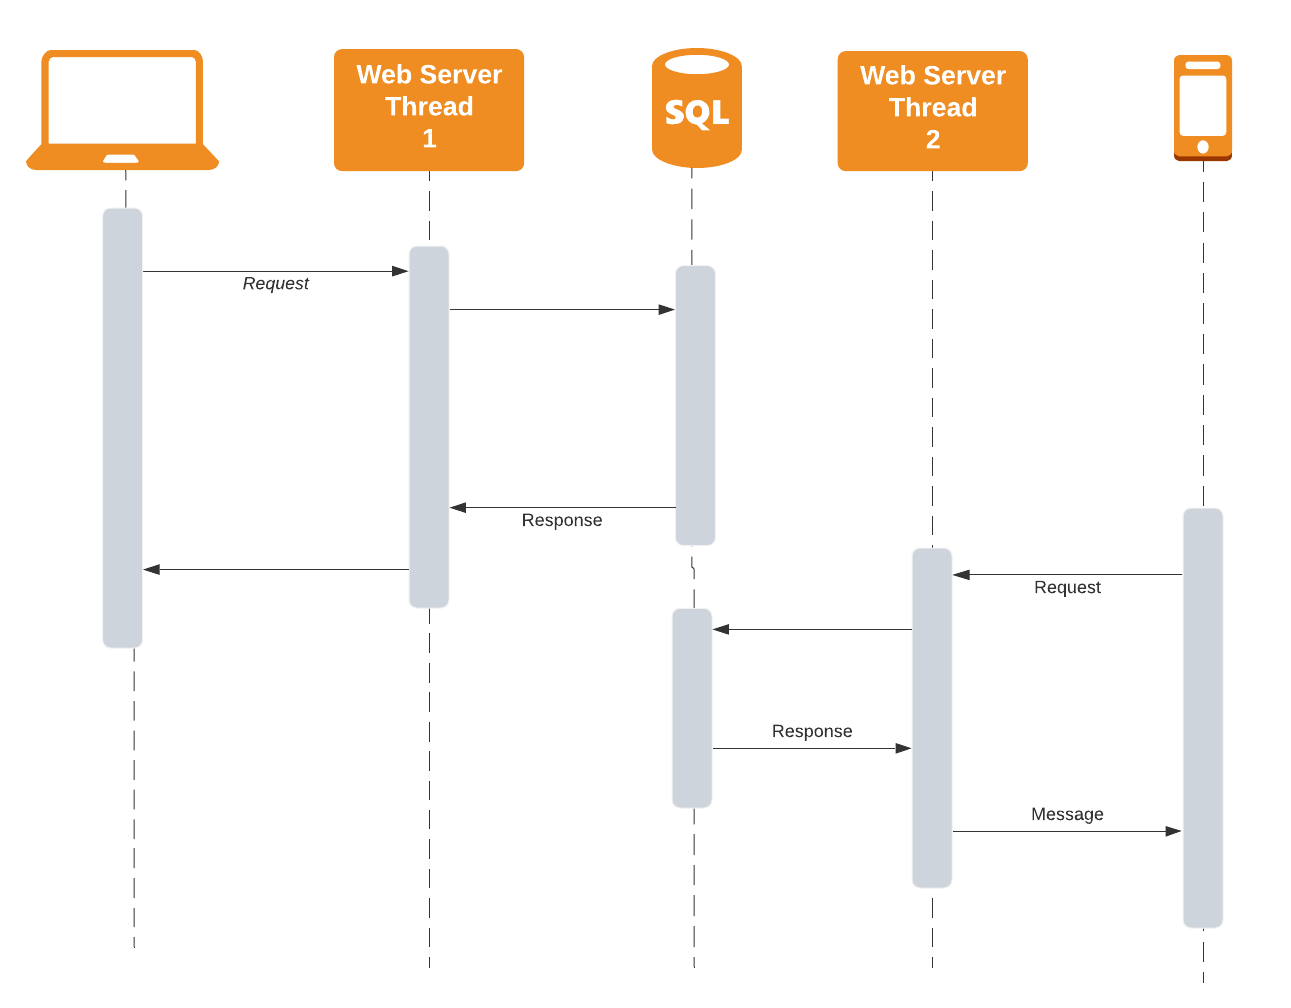 Web Server
Thread
1
SQL
Web Server
Thread
2
Request
Response
Request
Response
Message